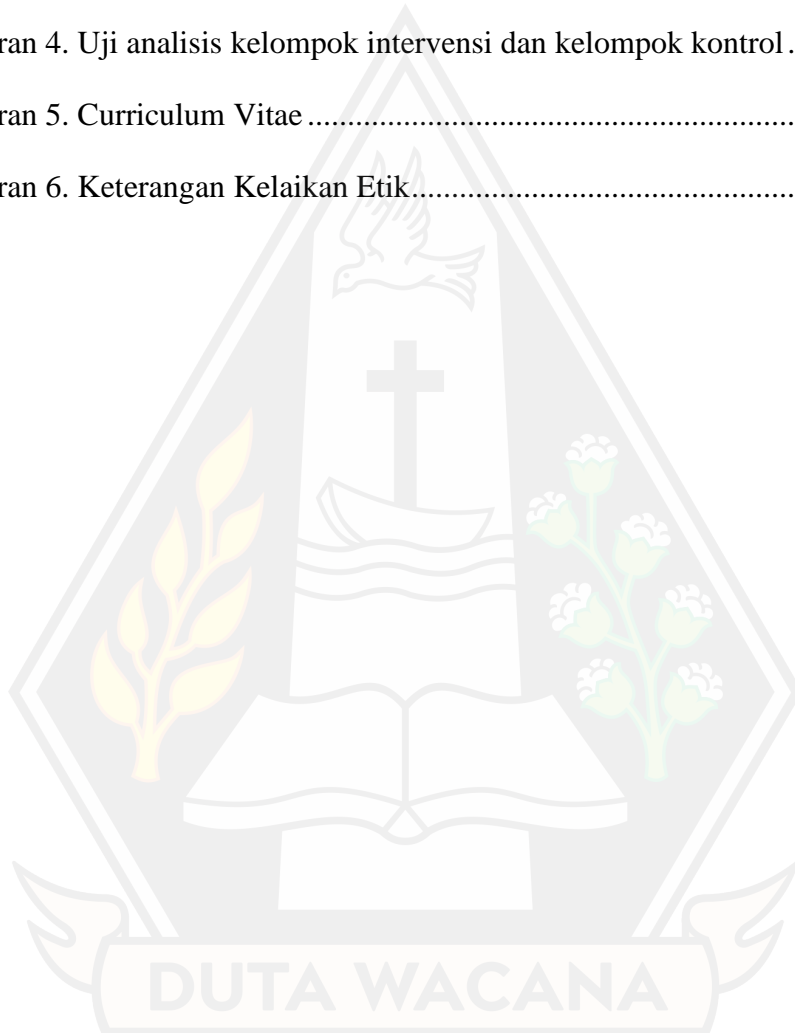 ran 4. Uji analisis kelompok intervensi dan kelompok kontrol .
ran 5. Curriculum Vitae ................................................................
ran 6. Keterangan Kelaikan Etik..................................................
DUTA WACANA